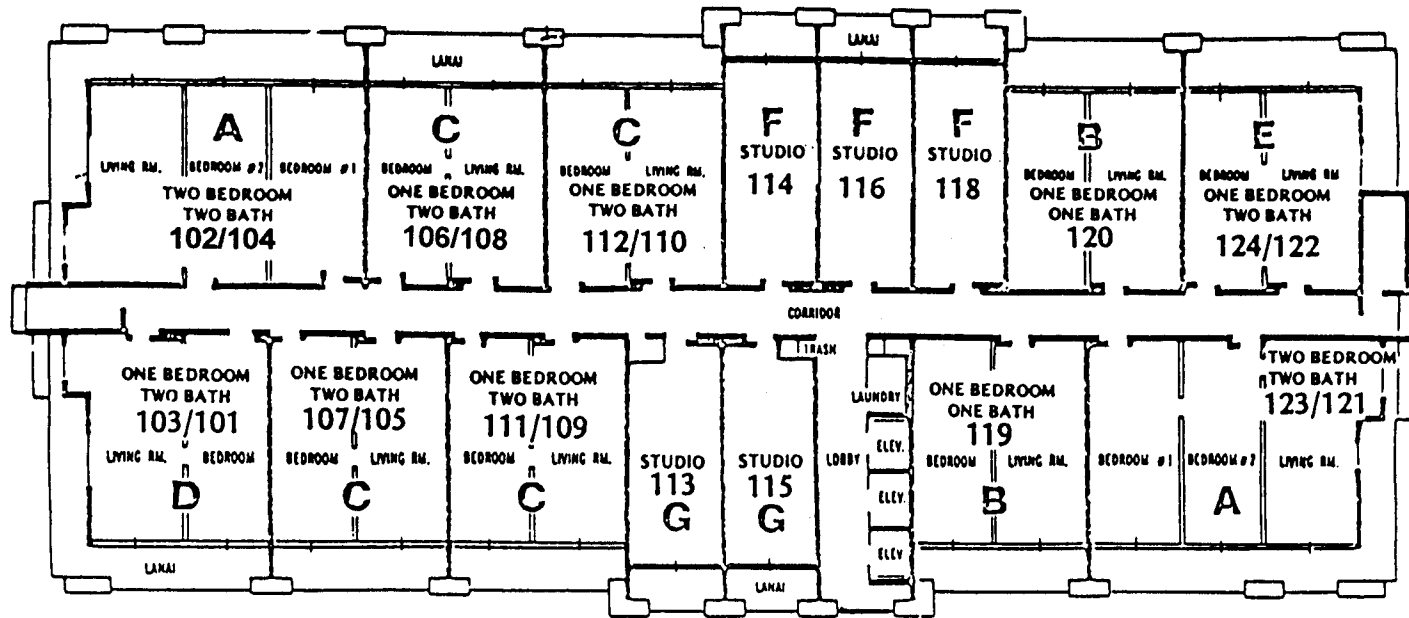 LANAI
LANAI
A
LIVING RM.
BEDROOM #2
BEDROOM #1
TWO BEDROOM
TWO BATH
102/104
C
BEDROOM
LIVING RM.
ONE BEDROOM
TWO BATH
106/108
C
BEDROOM
LIVING RM.
ONE BEDROOM
TWO BATH
112/110
F
STUDIO
114
F
STUDIO
116
F
STUDIO
118
B
BEDROOM
LIVING RM.
ONE BEDROOM
ONE BATH
120
E
BEDROOM
LIVING RM
ONE BEDROOM
TWO BATH
124/122
CORRIDOR
ONE BEDROOM
TWO BATH
103/101
LIVING RM.
BEDROOM
D
ONE BEDROOM
TWO BATH
107/105
BEDROOM
LIVING RM.
C
ONE BEDROOM
TWO BATH
111/109
BEDROOM
LIVING RM.
C
STUDIO
113
G
STUDIO
115
G
TRASH
LOBBY
LAUNDRY
ELEV.
ELEV.
ELEV
ONE BEDROOM
ONE BATH
119
BEDROOM
LIVING RM.
B
TWO BEDROOM
TWO BATH
123/121
BEDROOM #1
BEDROOM #2
LIVING RM.
A
LANAI
LANAI